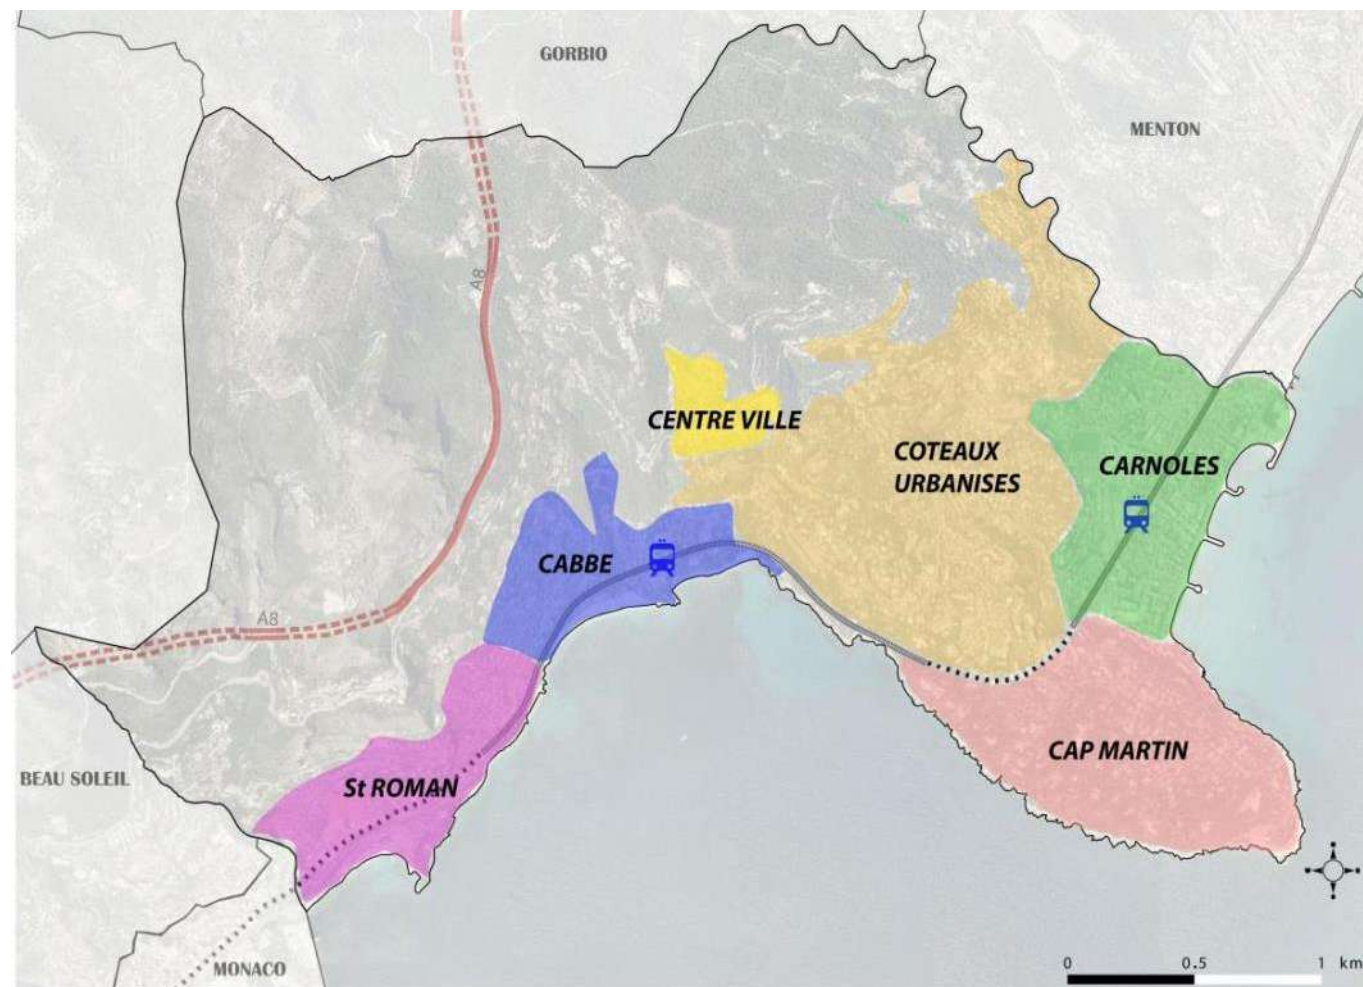 GORBIO
MENTON
A8
CENTRE VILLE
COTEAUX
URBANISES
CARNOLES
CABBE
A8
CAP MARTIN
BEAU SOLEIL
St ROMAN
MONACO
0 0.5 1 km